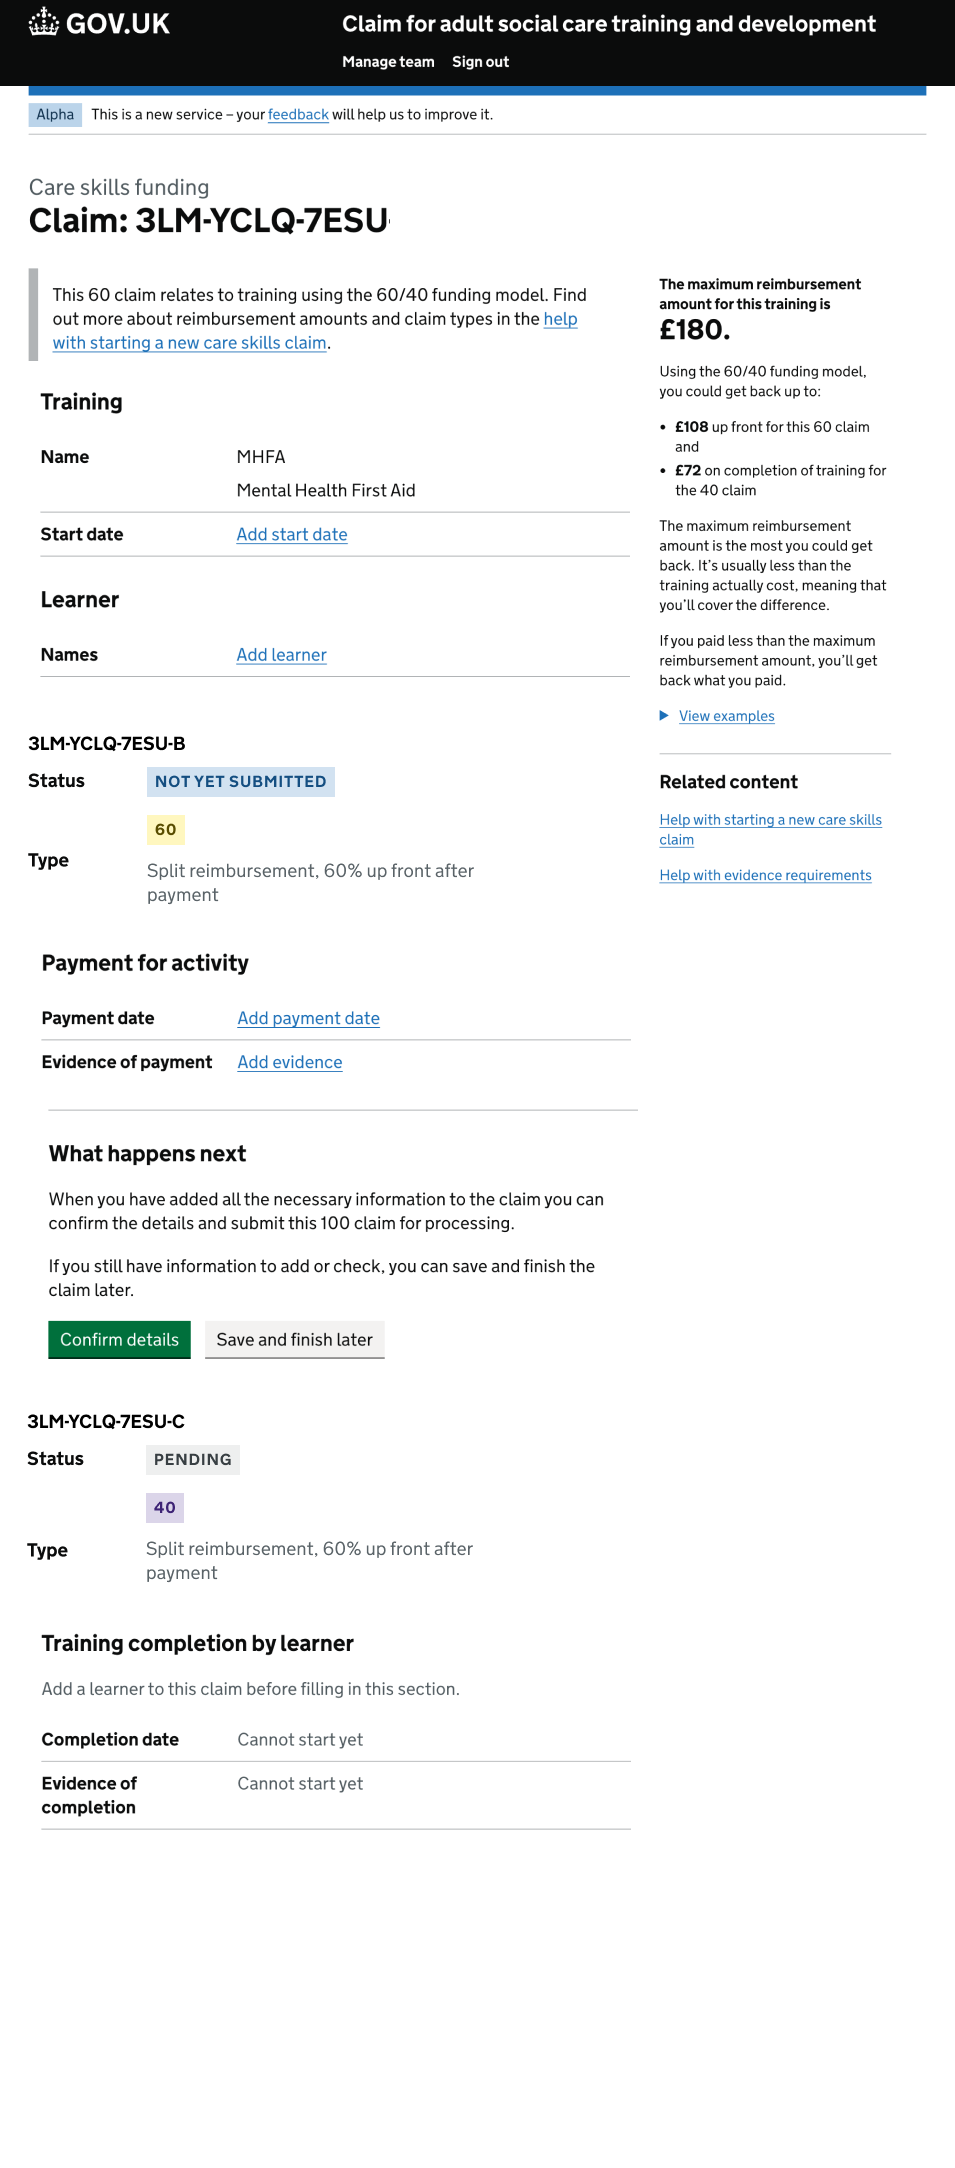 GOV.UK
Claim for adult social care training and development
Manage team Sign out
Alpha This is a new service – your feedback will help us to improve it.
Care skills funding
Claim: 3LM-YCLQ-7ESU
This 60 claim relates to training using the 60/40 funding model. Find
out more about reimbursement amounts and claim types in the help
with starting a new care skills claim.
Training
Name MHFA
Mental Health First Aid
Start date Add start date
Learner
Names Add learner
3LM-YCLQ-7ESU-B
Status NOT YET SUBMITTED
60
Type
Split reimbursement, 60% up front after
payment
Payment for activity
Payment date Add payment date
Evidence of payment Add evidence
What happens next
When you have added all the necessary information to the claim you can
confirm the details and submit this 100 claim for processing.
If you still have information to add or check, you can save and finish the
claim later.
Confirm details Save and finish later
3LM-YCLQ-7ESU-C
Status PENDING
40
Type
Split reimbursement, 60% up front after
payment
Training completion by learner
Add a learner to this claim before filling in this section.
Completion date Cannot start yet
Evidence of Cannot start yet
completion
The maximum reimbursement
amount for this training is
£180.
Using the 60/40 funding model,
you could get back up to:
• £108 up front for this 60 claim
and
• £72 on completion of training for
the 40 claim
The maximum reimbursement
amount is the most you could get
back. It’s usually less than the
training actually cost, meaning that
you’ll cover the difference.
If you paid less than the maximum
reimbursement amount, you’ll get
back what you paid.
View examples
Related content
Help with starting a new care skills
claim
Help with evidence requirements